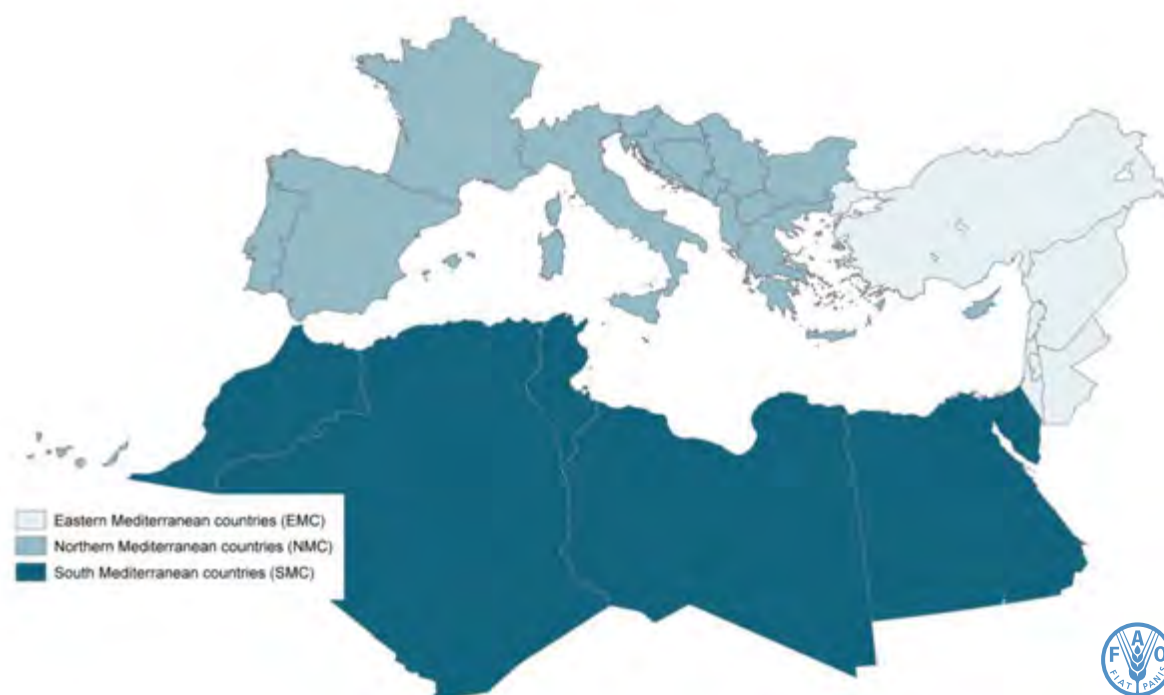 Eastern Mediterranean countries (EMC)
Northern Mediterranean countries (NMC)
South Mediterranean countries (SMC)
F A O
FIAT PANIS